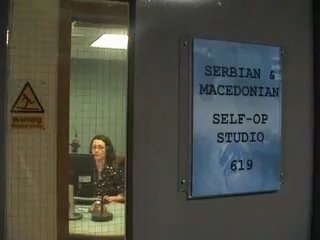 SERBIAN &
MACEDONIAN
SELF-OP
STUDIO
619
Warning